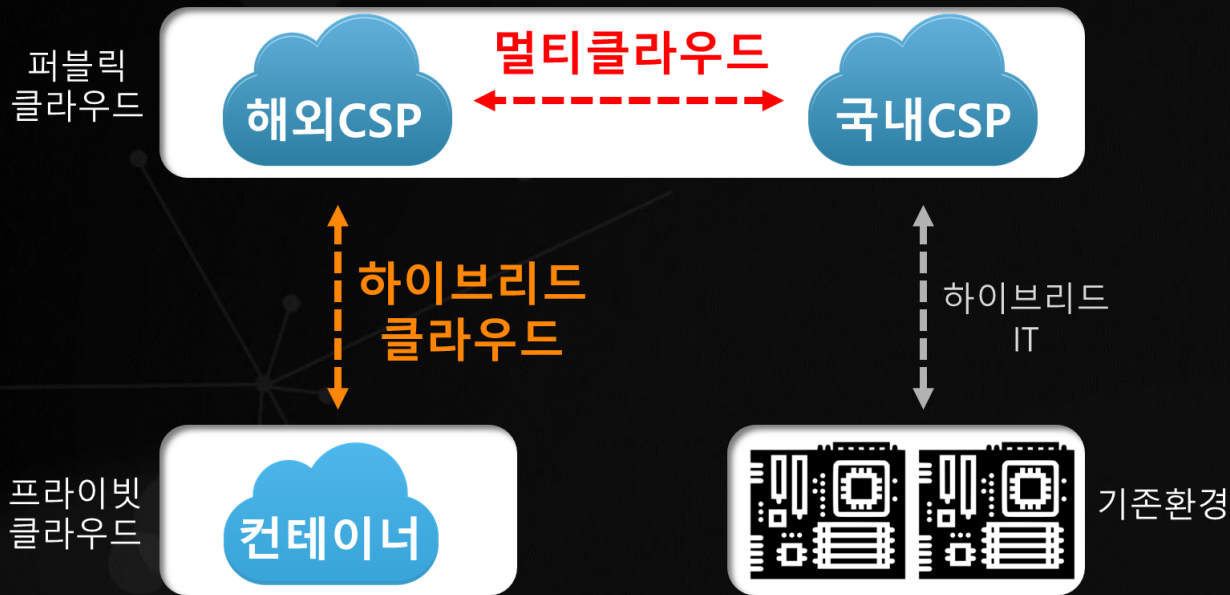 퍼블릭
클라우드
해외CSP
멀티클라우드
국내CSP
하이브리드
클라우드
하이브리드
IT
프라이빗
클라우드
컨테이너
기존환경